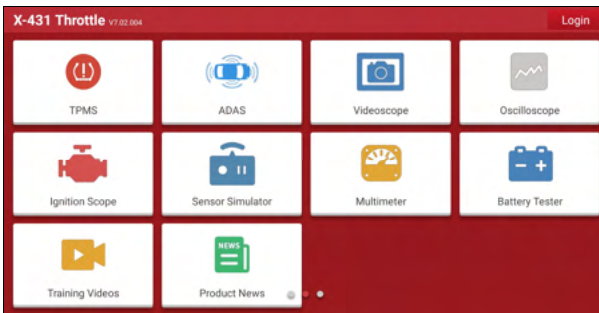 X-431 Throttle V7.02.004 Login
TPMS ADAS Videoscope Oscilloscope
Ignition Scope Sensor Simulator Multimeter Battery Tester
NEWS
Training Videos Product News